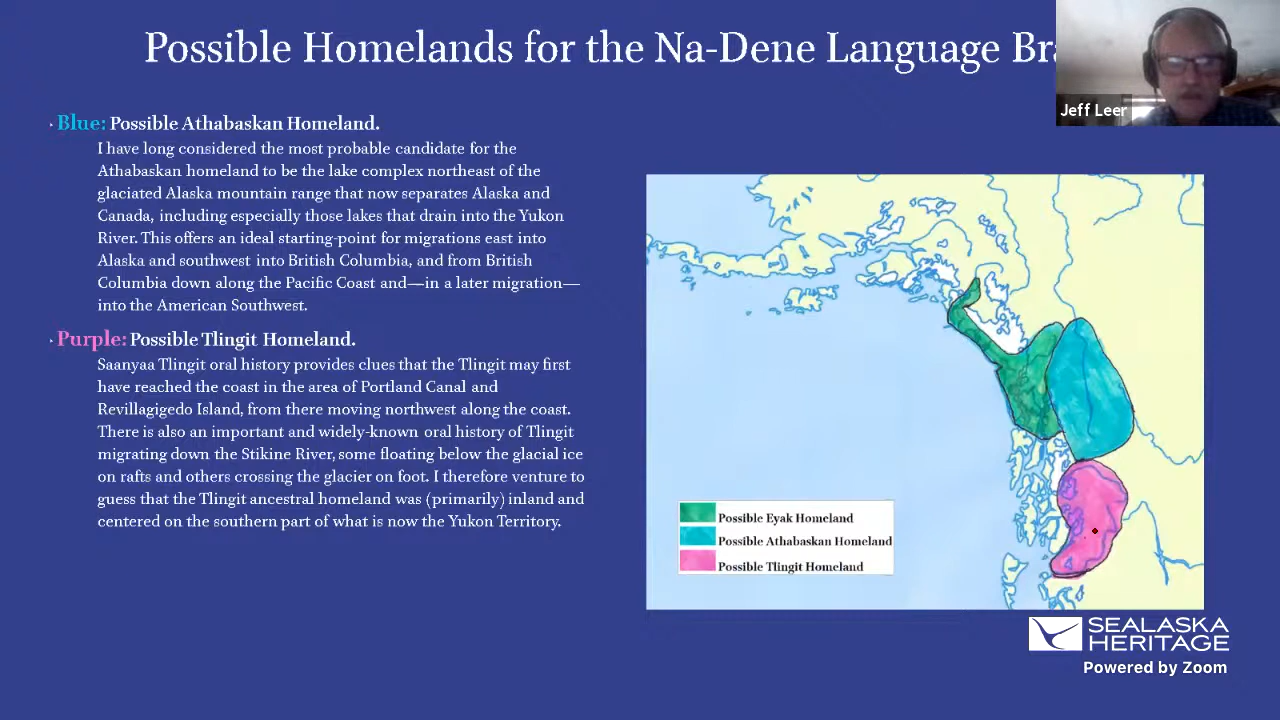 Possible Homelands for the Na-Dene Language Bra
Jeff Leer
Blue: Possible Athabaskan Homeland.
I have long considered the most probable candidate for the
Athabaskan homeland to be the lake complex northeast of the
glaciated Alaska mountain range that now separates Alaska and
Canada, including especially those lakes that drain into the Yukon
River. This offers an ideal starting-point for migrations east into
Alaska and southwest into British Columbia, and from British
Columbia down along the Pacific Coast and—in a later migration—
into the American Southwest.
Purple: Possible Tlingit Homeland.
Saanyaa Tlingit oral history provides clues that the Tlingit may first
have reached the coast in the area of Portland Canal and
Revillagigedo Island, from there moving northwest along the coast.
There is also an important and widely-known oral history of Tlingit
migrating down the Stikine River, some floating below the glacial ice
on rafts and others crossing the glacier on foot. I therefore venture to
guess that the Tlingit ancestral homeland was (primarily) inland and
centered on the southern part of what is now the Yukon Territory.
Possible Eyak Homeland
Possible Athabaskan Homeland
Possible Tlingit Homeland
SEALASKA
HERITAGE
Powered by Zoom